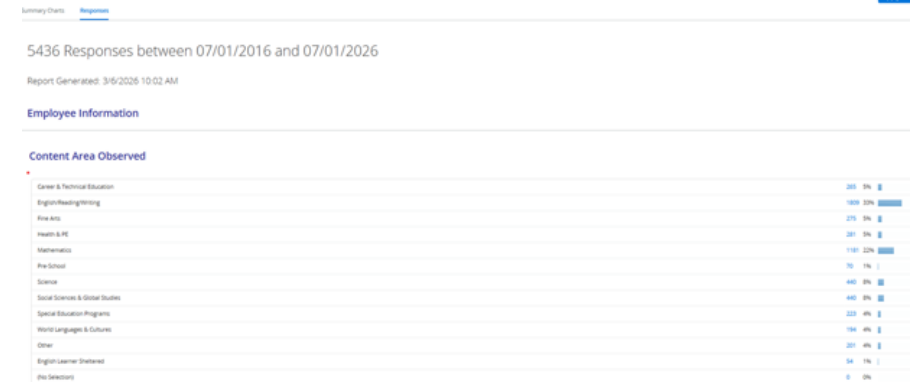 Summary Charts Responses
5436 Responses between 07/01/2016 and 07/01/2026
Report Generated: 3/6/2026 10:02 AM
Employee Information
Content Area Observed
*
Career & Technical Education 265 5%
English/Reading/Writing 1809 33%
Fine Arts 275 5%
Health & PE 281 5%
Mathematics 1181 22%
Pre-School 70 1%
Science 440 8%
Social Sciences & Global Studies 440 8%
Special Education Programs 223 4%
World Languages & Cultures 194 4%
Other 201 4%
English Learner Sheltered 54 1%
(No Selection) 0 0%